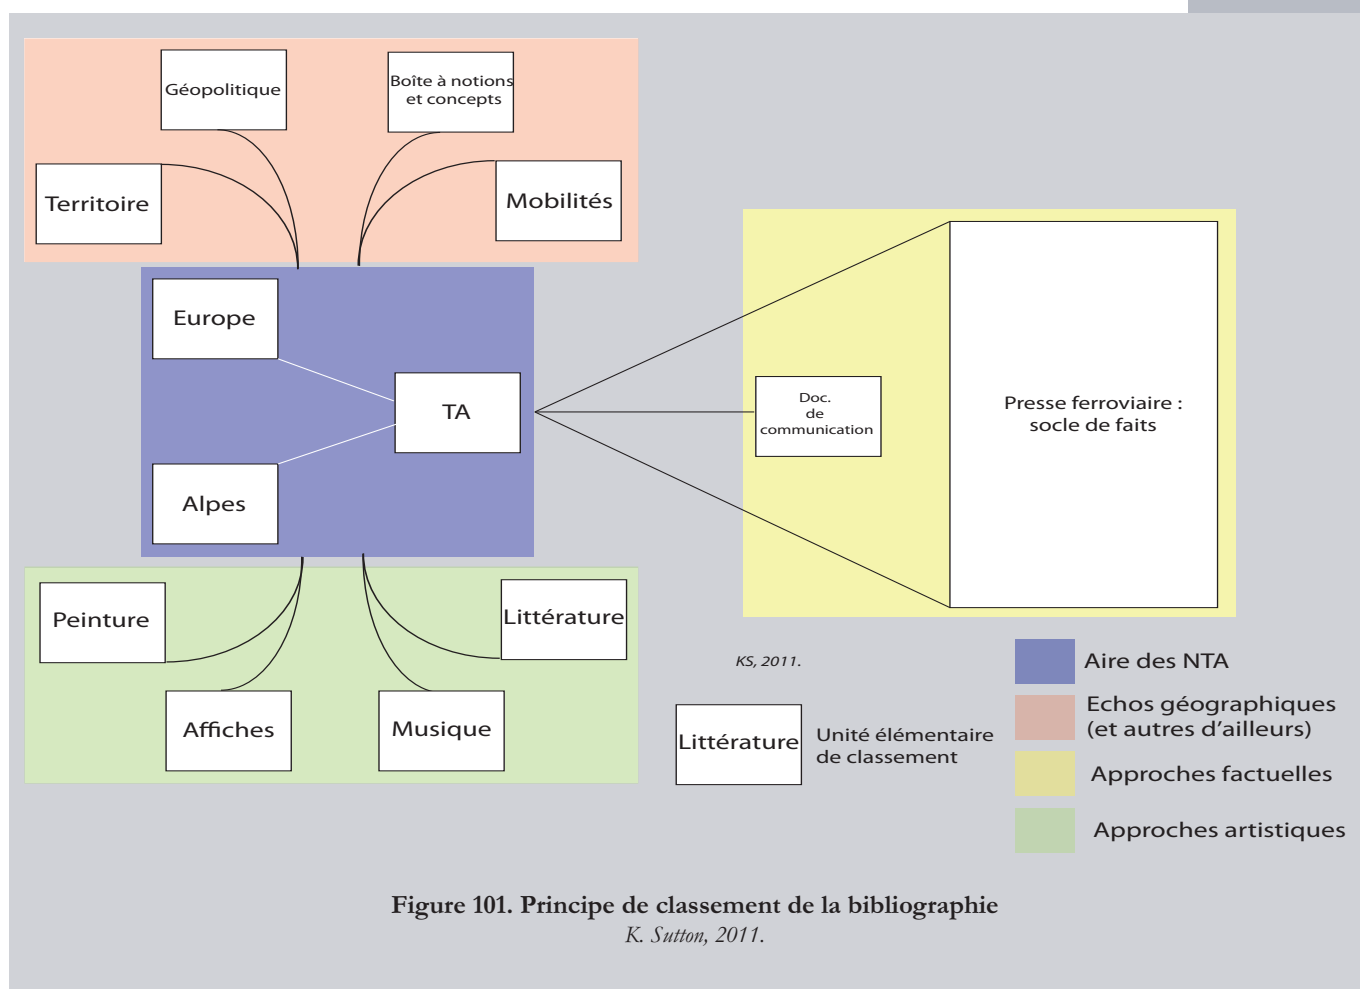 Géopolitique
Boîte à notions
et concepts
Territoire
Mobilités
Europe
TA
Alpes
Doc.
de
communication
Presse ferroviaire :
socle de faits
Peinture
Littérature
Affiches
Musique
KS, 2011.
Littérature
Unité élémentaire
de classement
Aire des NTA
Echos géographiques
(et autres d'ailleurs)
Approches factuelles
Approches artistiques
Figure 101. Principe de classement de la bibliographie
K. Sutton, 2011.